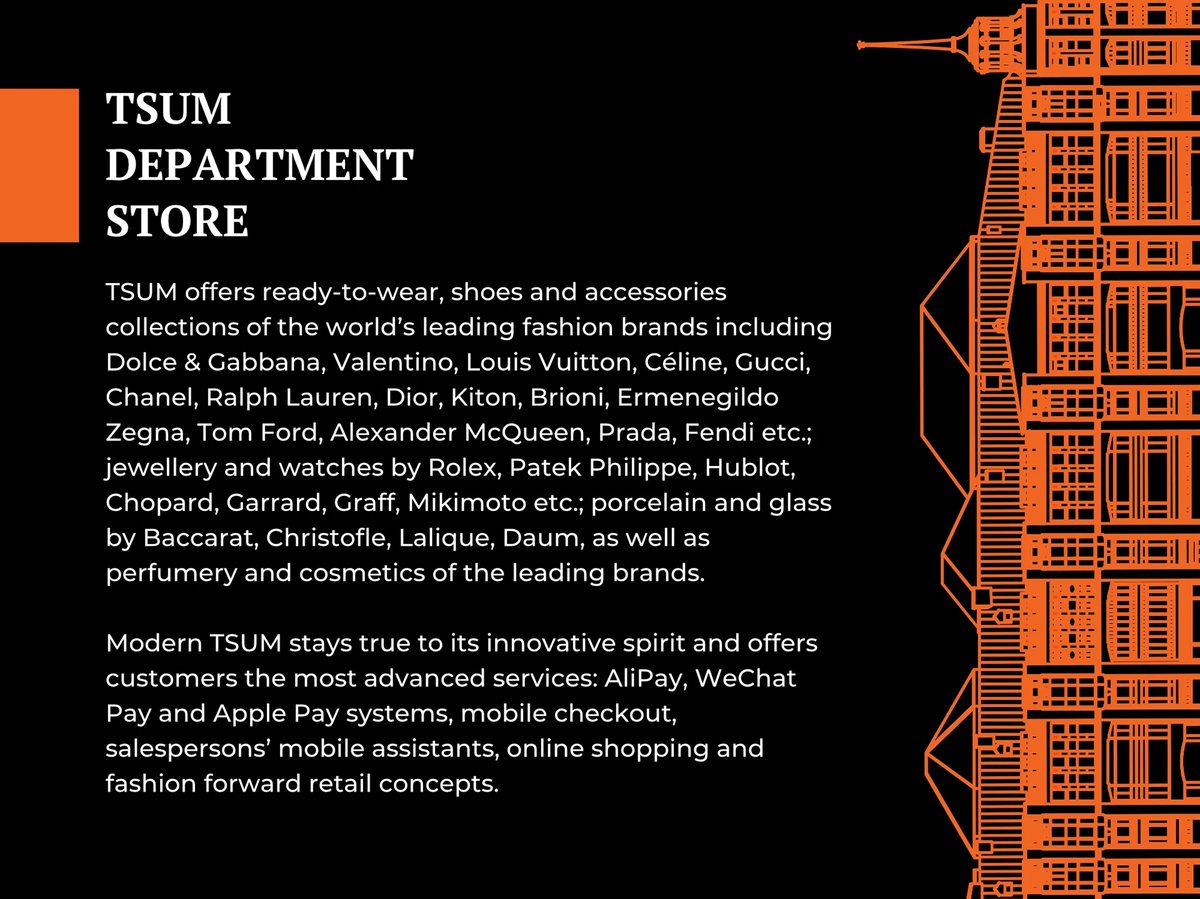 TSUM
DEPARTMENT
STORE
TSUM offers ready-to-wear, shoes and accessories
collections of the world’s leading fashion brands including
Dolce & Gabbana, Valentino, Louis Vuitton, Céline, Gucci,
Chanel, Ralph Lauren, Dior, Kiton, Brioni, Ermenegildo
Zegna, Tom Ford, Alexander McQueen, Prada, Fendi etc.;
jewellery and watches by Rolex, Patek Philippe, Hublot,
Chopard, Garrard, Graff, Mikimoto etc.; porcelain and glass
by Baccarat, Christofle, Lalique, Daum, as well as
perfumery and cosmetics of the leading brands.
Modern TSUM stays true to its innovative spirit and offers
customers the most advanced services: AliPay, WeChat
Pay and Apple Pay systems, mobile checkout,
salespersons’ mobile assistants, online shopping and
fashion forward retail concepts.